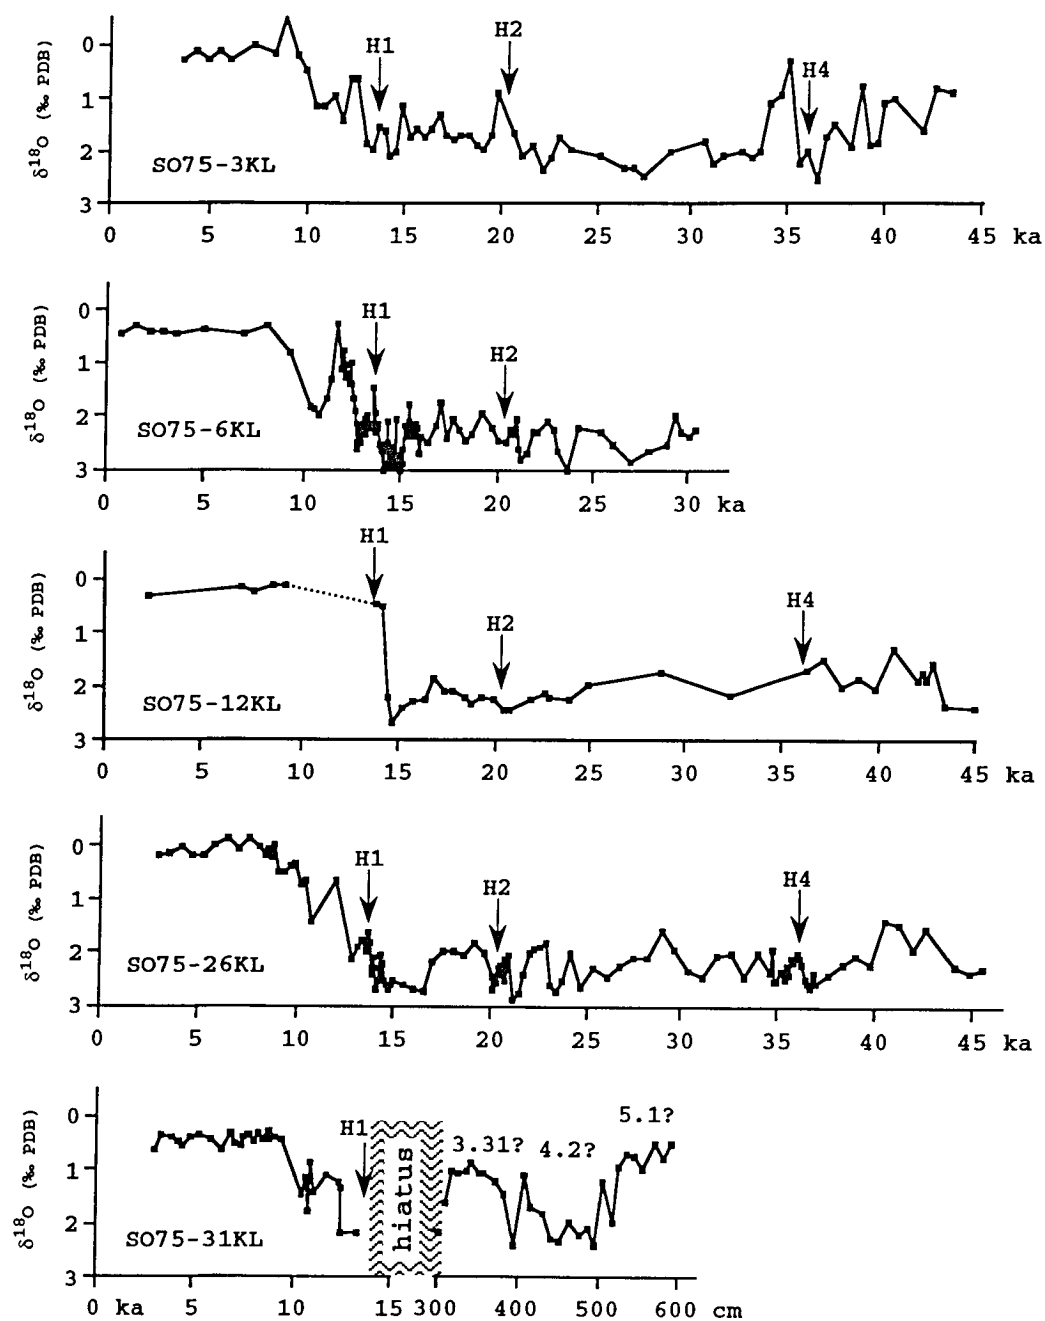 H1
H2
H4
0
1
2
3
δ18O (‰ PDB)
SO75-3KL
0 5 10 15 20 25 30 35 40 45 ka
H1
H2
0
1
2
3
δ18O (‰ PDB)
SO75-6KL
0 5 10 15 20 25 30 ka
H1
H2
H4
0
1
2
3
δ18O (‰ PDB)
SO75-12KL
0 5 10 15 20 25 30 35 40 45 ka
H1
H2
H4
0
1
2
3
δ18O (‰ PDB)
SO75-26KL
0 5 10 15 20 25 30 35 40 45 ka
H1
hiatus
3.31?
4.2?
5.1?
0
1
2
3
δ18O (‰ PDB)
SO75-31KL
0 ka 10 15 300 400 500 600 cm